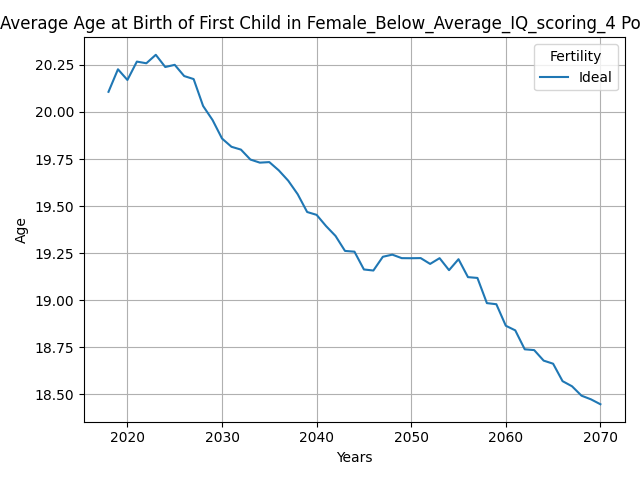 Average Age at Birth of First Child in Female_Below_Average_IQ_scoring_4 Po
Fertility
Ideal
20.25
20.00
19.75
19.50
19.25
19.00
18.75
18.50
Age
2020 2030 2040 2050 2060 2070
Years